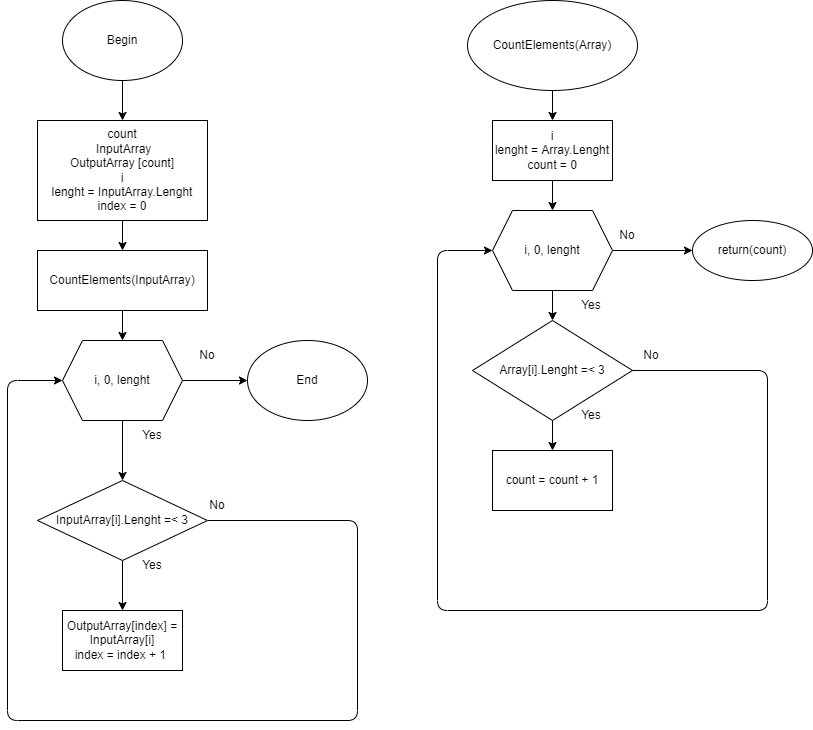 Begin
count
InputArray
OutputArray [count]
i
lenght = InputArray.Lenght
index = 0
CountElements(InputArray)
i, 0, lenght
No
End
Yes
InputArray[i].Lenght =< 3
No
Yes
OutputArray[index] =
InputArray[i]
index = index + 1
CountElements(Array)
i
lenght = Array.Lenght
count = 0
i, 0, lenght
No
return(count)
Yes
Array[i].Lenght =< 3
No
Yes
count = count + 1